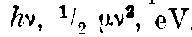 hν, 1/2 μν², eV.